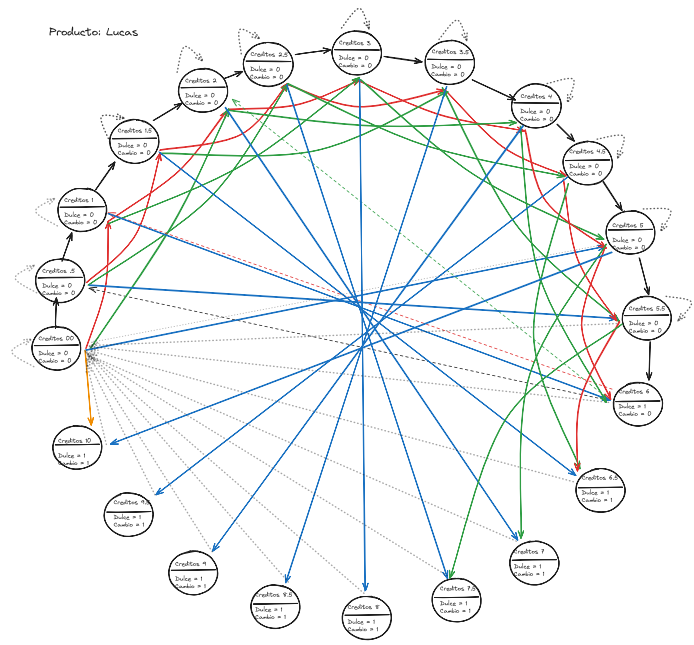 Producto: Lucas
Creditos 3
Dulce = 0
Cambio = 0
Creditos 2.5
Dulce = 0
Cambio = 0
Creditos 3.5
Dulce = 0
Cambio = 0
Creditos 2
Dulce = 0
Cambio = 0
Creditos 4
Dulce = 0
Cambio = 0
Creditos 1.5
Dulce = 0
Cambio = 0
Creditos 4.5
Dulce = 0
Cambio = 0
Creditos 1
Dulce = 0
Cambio = 0
Creditos 5
Dulce = 0
Cambio = 0
Creditos .5
Dulce = 0
Cambio = 0
Creditos 5.5
Dulce = 0
Cambio = 0
Creditos 00
Dulce = 0
Cambio = 0
Creditos 6
Dulce = 1
Cambio = 0
Creditos 10
Dulce = 1
Cambio = 1
Creditos 6.5
Dulce = 1
Cambio = 1
Creditos 9.5
Dulce = 1
Cambio = 1
Creditos 7
Dulce = 1
Cambio = 1
Creditos 9
Dulce = 1
Cambio = 1
Creditos 7.5
Dulce = 1
Cambio = 1
Creditos 8.5
Dulce = 1
Cambio = 1
Creditos 8
Dulce = 1
Cambio = 1